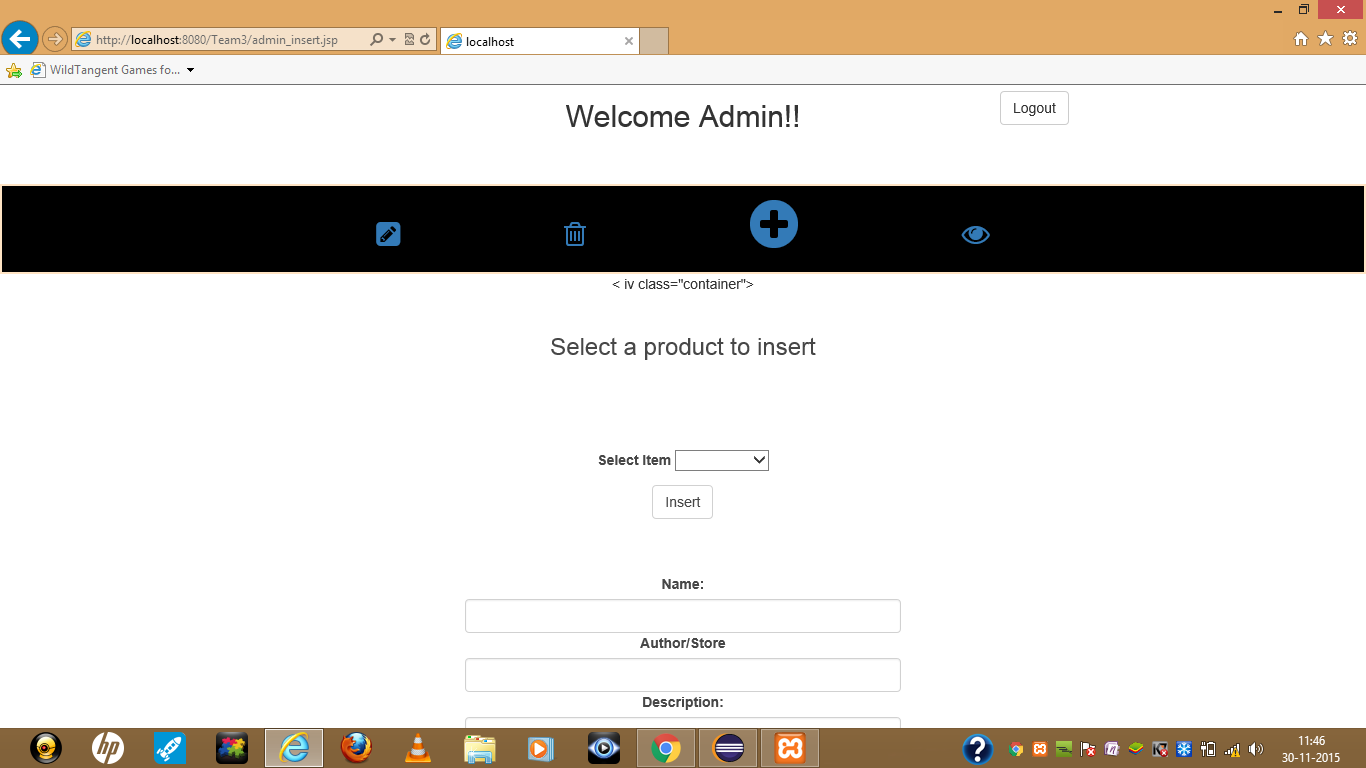 http://localhost:8080/Team3/admin_insert.jsp
localhost
WildTangent Games fo...
Welcome Admin!!
Logout
< iv class="container">
Select a product to insert
Select Item
Insert
Name:
Author/Store
Description:
hp
11:46
30-11-2015